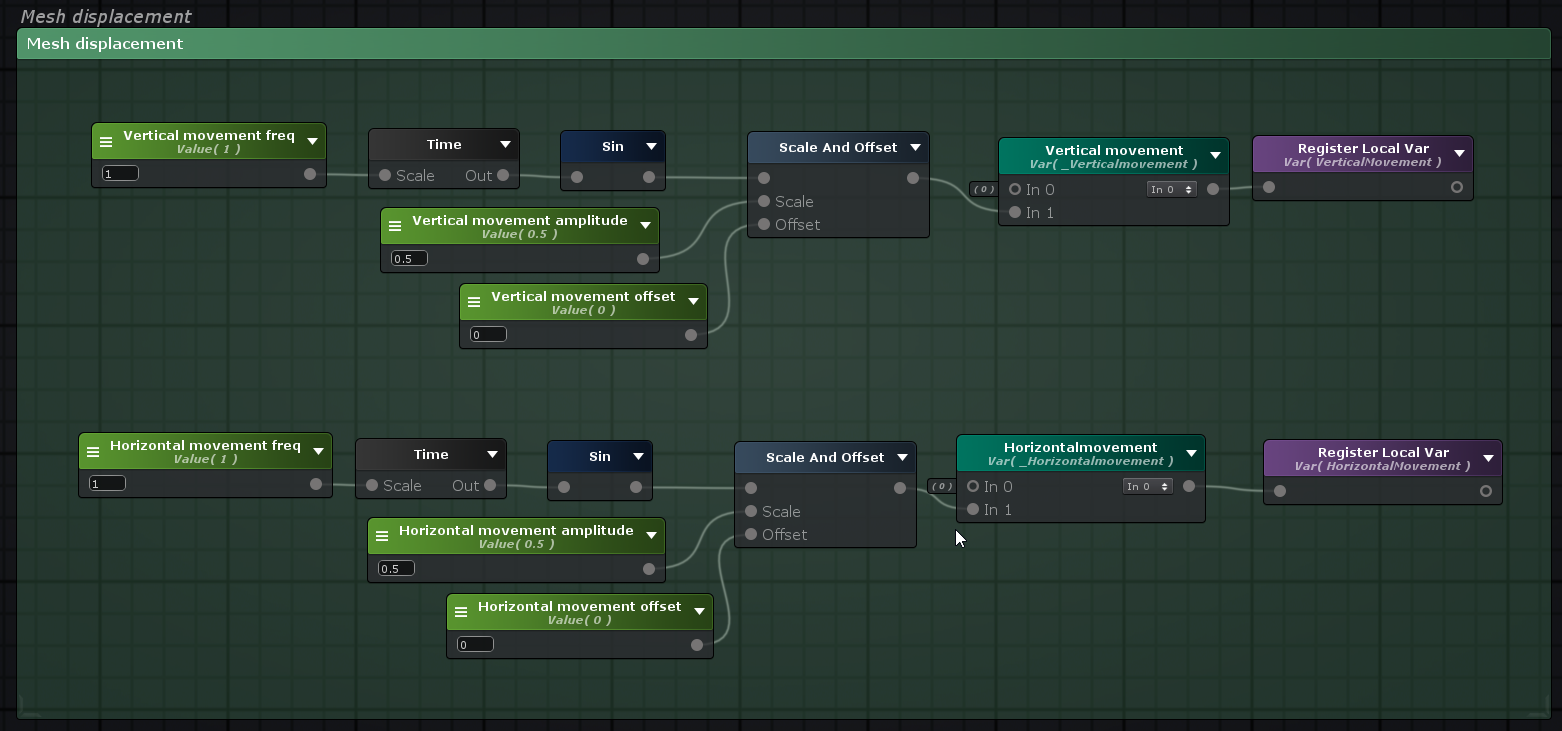 Mesh displacement
Mesh displacement
Vertical movement freq
Value( 1 )
1
Time
Scale Out
Sin
Scale And Offset
Scale
Offset
Vertical movement
Var( _Verticalmovement )
( 0 ) In 0 In 0
In 1
Register Local Var
Var( VerticalMovement )
Vertical movement amplitude
Value( 0.5 )
0.5
Vertical movement offset
Value( 0 )
0
Horizontal movement freq
Value( 1 )
1
Time
Scale Out
Sin
Scale And Offset
Scale
Offset
Horizontalmovement
Var( _Horizontalmovement )
( 0 ) In 0 In 0
In 1
Register Local Var
Var( HorizontalMovement )
Horizontal movement amplitude
Value( 0.5 )
0.5
Horizontal movement offset
Value( 0 )
0